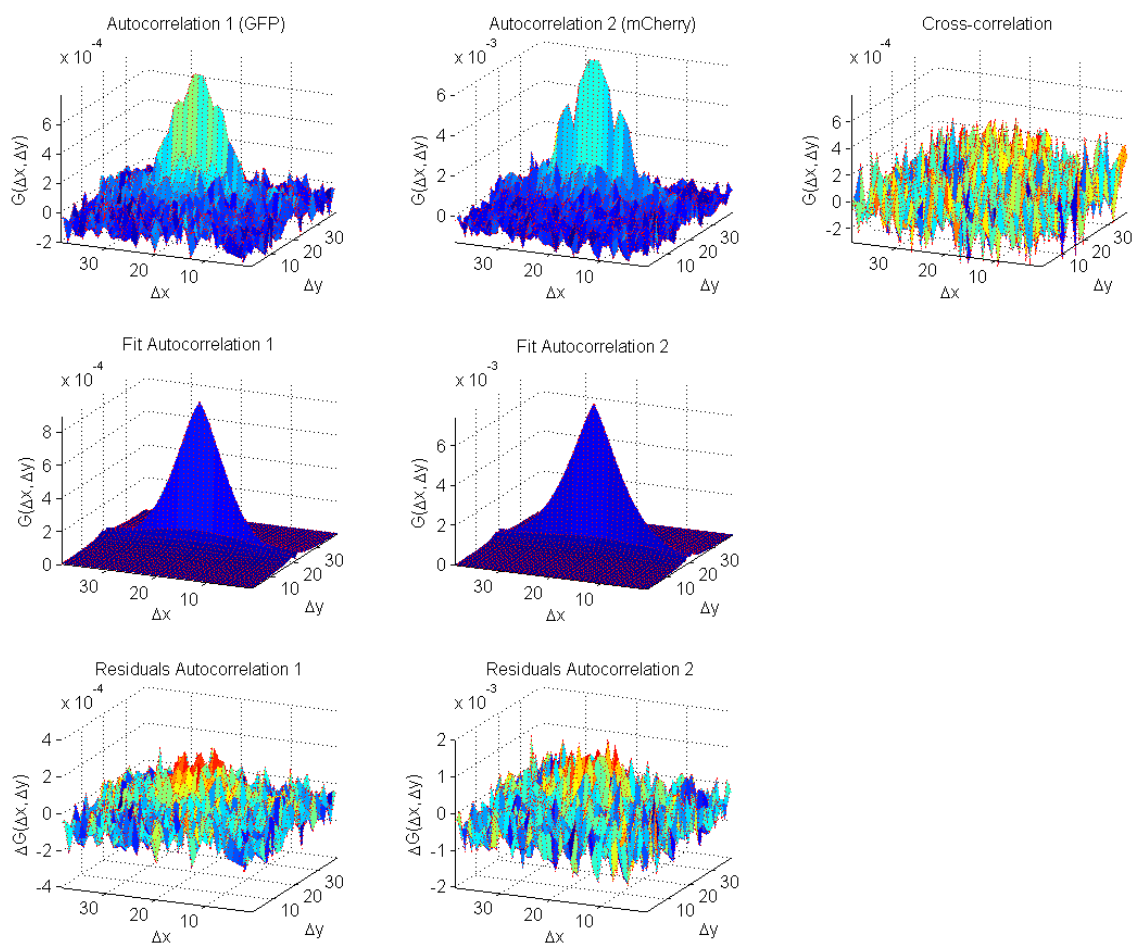 Autocorrelation 1 (GFP)
x 10⁻⁴
6
4
2
0
-2
G(Δx, Δy)
30
20
10
Δx
10
20
30
Δy
Autocorrelation 2 (mCherry)
x 10⁻³
6
4
2
0
G(Δx, Δy)
30
20
10
Δx
10
20
30
Δy
Cross-correlation
x 10⁻⁴
6
4
2
0
-2
G(Δx, Δy)
30
20
10
Δx
10
20
30
Δy
Fit Autocorrelation 1
x 10⁻⁴
8
6
4
2
0
G(Δx, Δy)
30
20
10
Δx
10
20
30
Δy
Fit Autocorrelation 2
x 10⁻³
6
4
2
0
G(Δx, Δy)
30
20
10
Δx
10
20
30
Δy
Residuals Autocorrelation 1
x 10⁻⁴
4
2
0
-2
-4
ΔG(Δx, Δy)
30
20
10
Δx
10
20
30
Δy
Residuals Autocorrelation 2
x 10⁻³
2
1
0
-1
-2
ΔG(Δx, Δy)
30
20
10
Δx
10
20
30
Δy